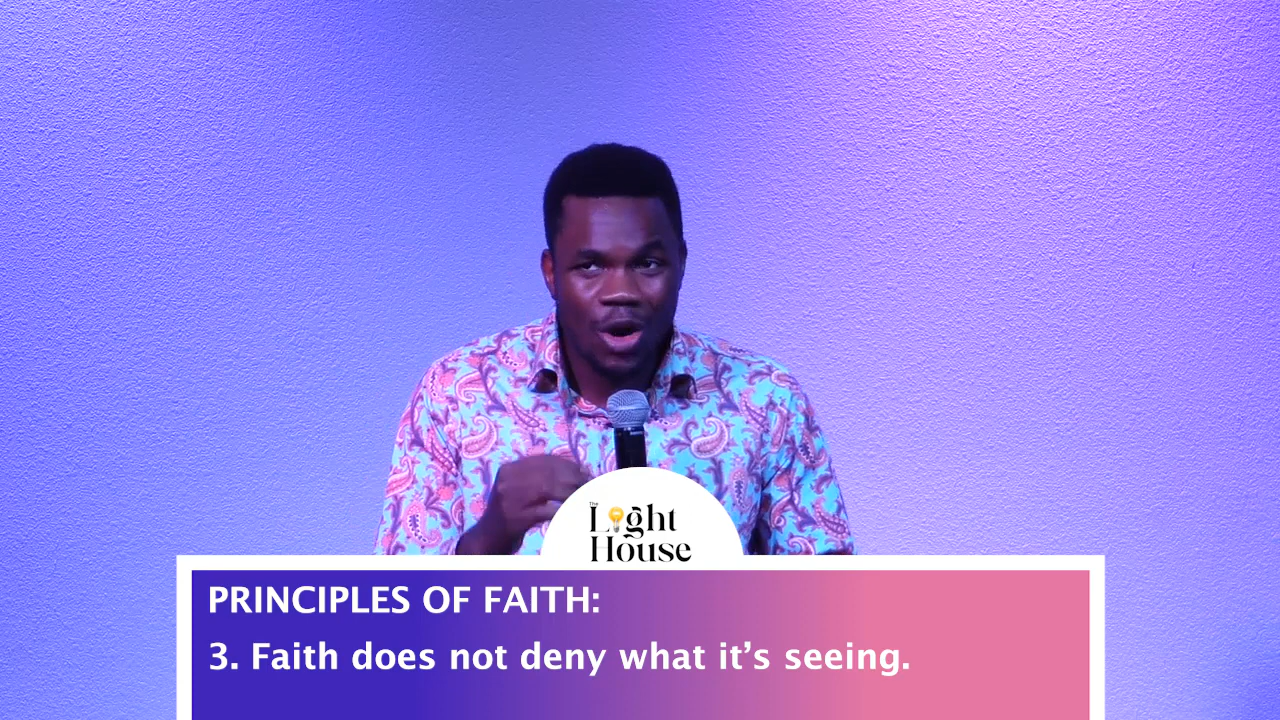 The
Light
House
PRINCIPLES OF FAITH:
3. Faith does not deny what it’s seeing.